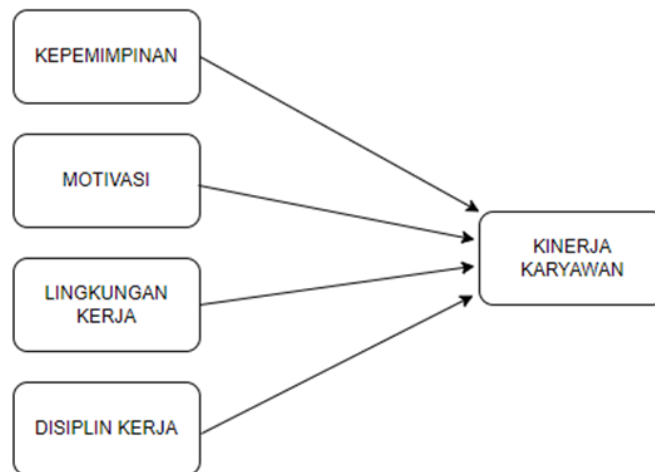 KEPEMIMPINAN
MOTIVASI
LINGKUNGAN
KERJA
DISIPLIN KERJA
KINERJA
KARYAWAN